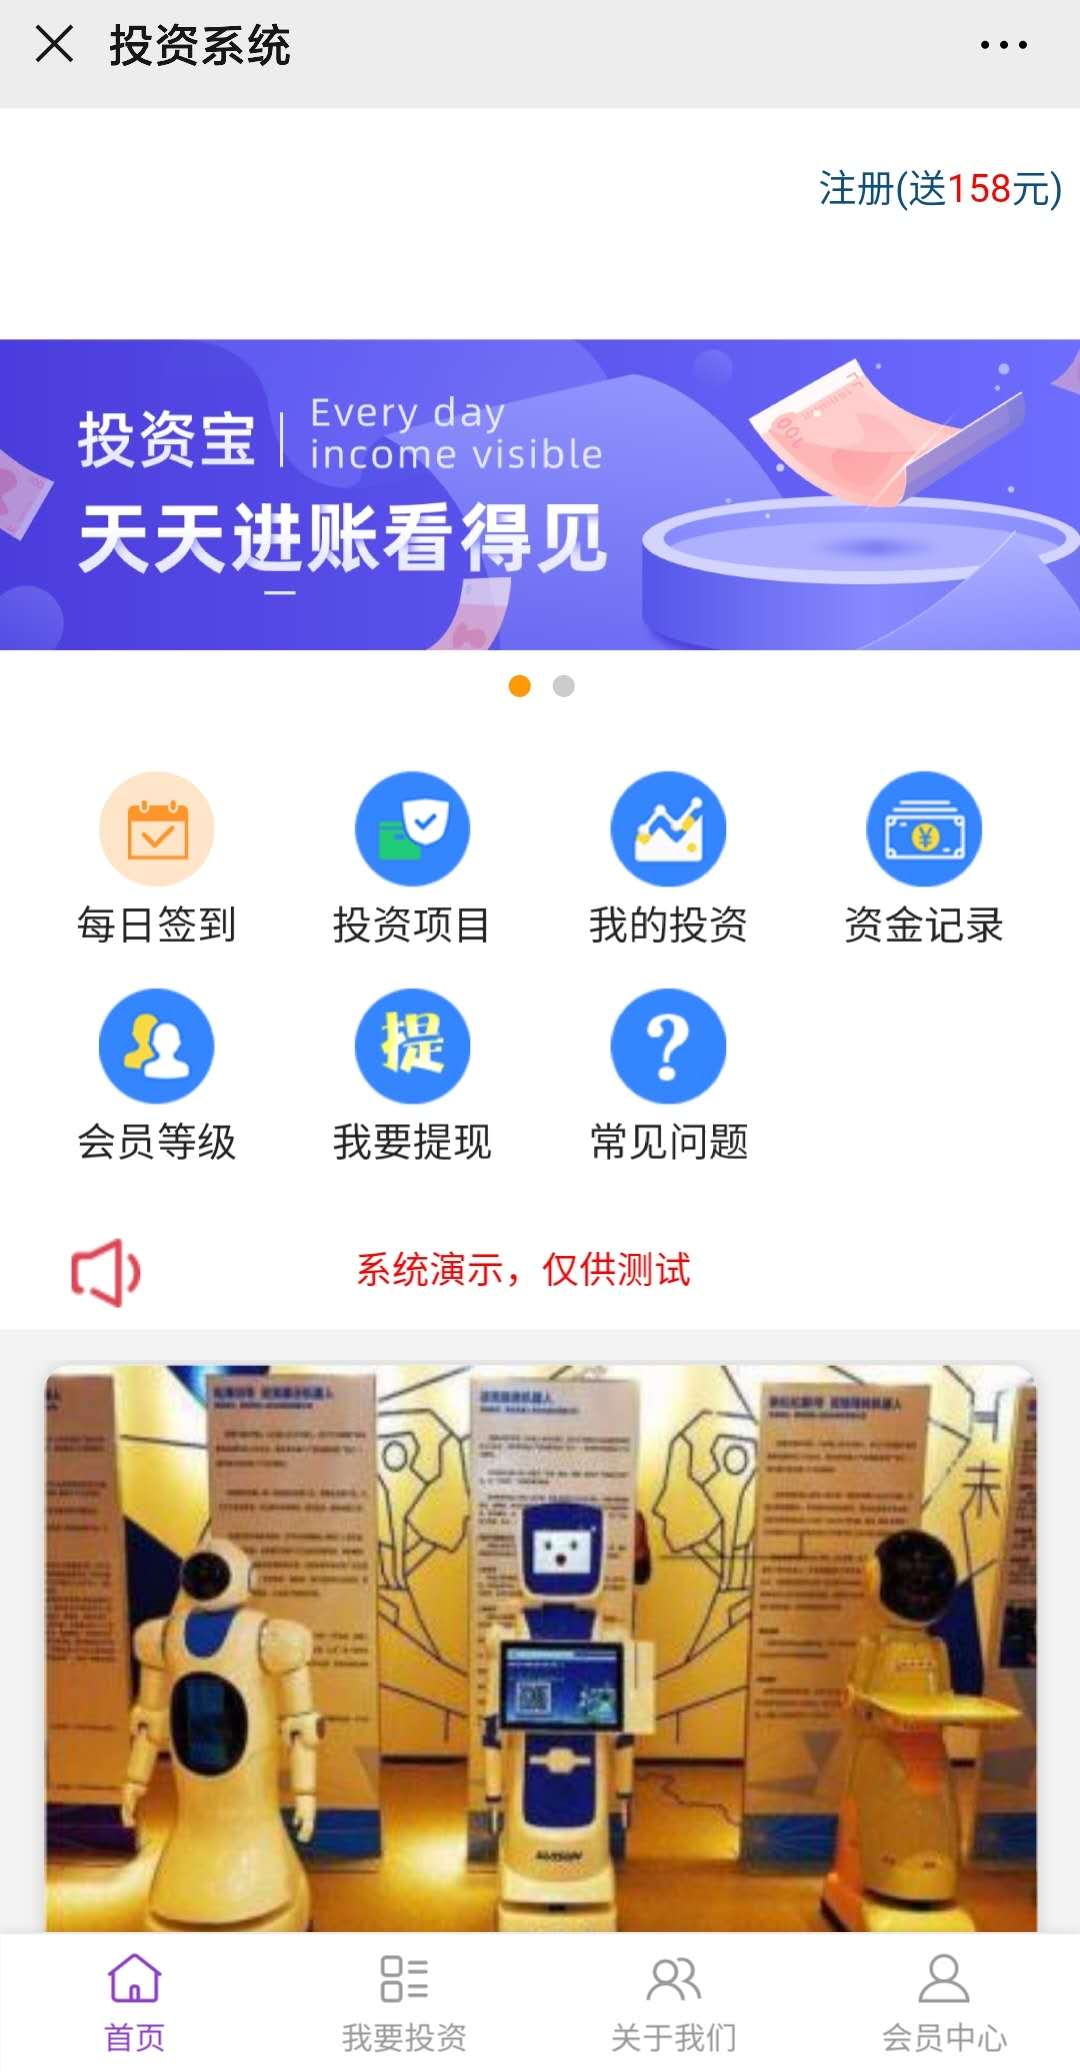 投资系统
注册(送158元)
投资宝
Every day
income visible
天天进账看得见
每日签到
投资项目
我的投资
资金记录
提
会员等级
我要提现
常见问题
系统演示，仅供测试
未
首页
我要投资
关于我们
会员中心